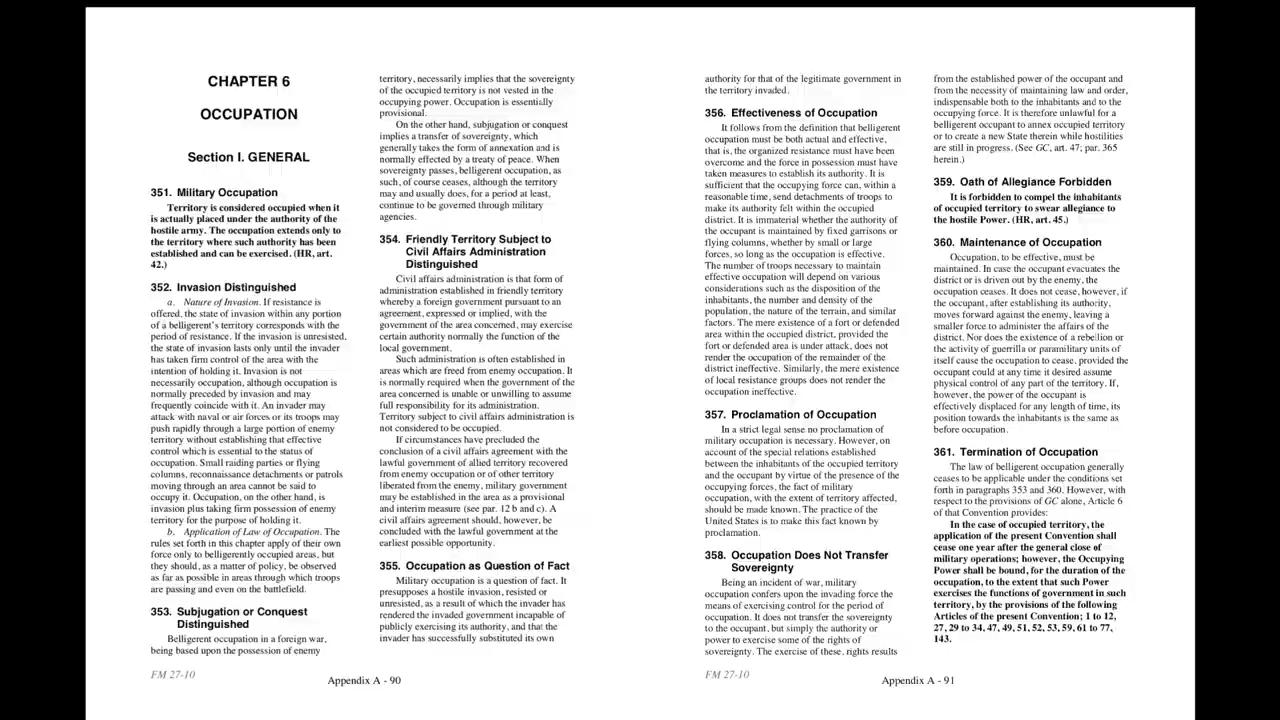 CHAPTER 6
OCCUPATION
Section I. GENERAL
351. Military Occupation
Territory is considered occupied when it
is actually placed under the authority of the
hostile army. The occupation extends only to
the territory where such authority has been
established and can be exercised. (HR, art.
42.)
352. Invasion Distinguished
a. Nature of Invasion. If resistance is
offered, the state of invasion within any portion
of a belligerent's territory corresponds with the
period of resistance. If the invasion is unresisted,
the state of invasion lasts only until the invader
has taken firm control of the area with the
intention of holding it. Invasion is not
necessarily occupation, although occupation is
normally preceded by invasion and may
frequently coincide with it. An invader may
attack with naval or air forces or its troops may
push rapidly through a large portion of enemy
territory without establishing that effective
control which is essential to the status of
occupation. Small raiding parties or flying
columns, reconnaissance detachments or patrols
moving through an area cannot be said to
occupy it. Occupation, on the other hand, is
invasion plus taking firm possession of enemy
territory for the purpose of holding it.
b. Application of Law of Occupation. The
rules set forth in this chapter apply of their own
force only to belligerently occupied areas, but
they should, as a matter of policy, be observed
as far as possible in areas through which troops
are passing and even on the battlefield.
353. Subjugation or Conquest
Distinguished
Belligerent occupation in a foreign war,
being based upon the possession of enemy
territory, necessarily implies that the sovereignty
of the occupied territory is not vested in the
occupying power. Occupation is essentially
provisional.
On the other hand, subjugation or conquest
implies a transfer of sovereignty, which
generally takes the form of annexation and is
normally effected by a treaty of peace. When
sovereignty passes, belligerent occupation, as
such, of course ceases, although the territory
may and usually does, for a period at least,
continue to be governed through military
agencies.
354. Friendly Territory Subject to
Civil Affairs Administration
Distinguished
Civil affairs administration is that form of
administration established in friendly territory
whereby a foreign government pursuant to an
agreement, expressed or implied, with the
government of the area concerned, may exercise
certain authority normally the function of the
local government.
Such administration is often established in
areas which are freed from enemy occupation. It
is normally required when the government of the
area concerned is unable or unwilling to assume
full responsibility for its administration.
Territory subject to civil affairs administration is
not considered to be occupied.
If circumstances have precluded the
conclusion of a civil affairs agreement with the
lawful government of allied territory recovered
from enemy occupation or of other territory
liberated from the enemy, military government
may be established in the area as a provisional
and interim measure (see par. 12 b and c). A
civil affairs agreement should, however, be
concluded with the lawful government at the
earliest possible opportunity.
355. Occupation as Question of Fact
Military occupation is a question of fact. It
presupposes a hostile invasion, resisted or
unresisted, as a result of which the invader has
rendered the invaded government incapable of
publicly exercising its authority, and that the
invader has successfully substituted its own
FM 27-10
Appendix A - 90
authority for that of the legitimate government in
the territory invaded.
356. Effectiveness of Occupation
It follows from the definition that belligerent
occupation must be both actual and effective,
that is, the organized resistance must have been
overcome and the force in possession must have
taken measures to establish its authority. It is
sufficient that the occupying force can, within a
reasonable time, send detachments of troops to
make its authority felt within the occupied
district. It is immaterial whether the authority of
the occupant is maintained by fixed garrisons or
flying columns, whether by small or large
forces, so long as the occupation is effective.
The number of troops necessary to maintain
effective occupation will depend on various
considerations such as the disposition of the
inhabitants, the number and density of the
population, the nature of the terrain, and similar
factors. The mere existence of a fort or defended
area within the occupied district, provided the
fort or defended area is under attack, does not
render the occupation of the remainder of the
district ineffective. Similarly, the mere existence
of local resistance groups does not render the
occupation ineffective.
357. Proclamation of Occupation
In a strict legal sense no proclamation of
military occupation is necessary. However, on
account of the special relations established
between the inhabitants of the occupied territory
and the occupant by virtue of the presence of the
occupying forces, the fact of military
occupation, with the extent of territory affected,
should be made known. The practice of the
United States is to make this fact known by
proclamation.
358. Occupation Does Not Transfer
Sovereignty
Being an incident of war, military
occupation confers upon the invading force the
means of exercising control for the period of
occupation. It does not transfer the sovereignty
to the occupant, but simply the authority or
power to exercise some of the rights of
sovereignty. The exercise of these, rights results
from the established power of the occupant and
from the necessity of maintaining law and order,
indispensable both to the inhabitants and to the
occupying force. It is therefore unlawful for a
belligerent occupant to annex occupied territory
or to create a new State therein while hostilities
are still in progress. (See GC, art. 47; par. 365
herein.)
359. Oath of Allegiance Forbidden
It is forbidden to compel the inhabitants
of occupied territory to swear allegiance to
the hostile Power. (HR, art. 45.)
360. Maintenance of Occupation
Occupation, to be effective, must be
maintained. In case the occupant evacuates the
district or is driven out by the enemy, the
occupation ceases. It does not cease, however, if
the occupant, after establishing its authority,
moves forward against the enemy, leaving a
smaller force to administer the affairs of the
district. Nor does the existence of a rebellion or
the activity of guerrilla or paramilitary units of
itself cause the occupation to cease, provided the
occupant could at any time it desired assume
physical control of any part of the territory. If,
however, the power of the occupant is
effectively displaced for any length of time, its
position towards the inhabitants is the same as
before occupation.
361. Termination of Occupation
The law of belligerent occupation generally
ceases to be applicable under the conditions set
forth in paragraphs 353 and 360. However, with
respect to the provisions of GC alone, Article 6
of that Convention provides:
In the case of occupied territory, the
application of the present Convention shall
cease one year after the general close of
military operations; however, the Occupying
Power shall be bound, for the duration of the
occupation, to the extent that such Power
exercises the functions of government in such
territory, by the provisions of the following
Articles of the present Convention; 1 to 12,
27, 29 to 34, 47, 49, 51, 52, 53, 59, 61 to 77,
143.
FM 27-10
Appendix A - 91